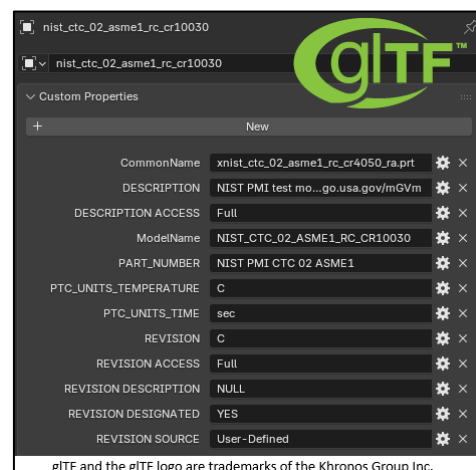 nist_ctc_02_asme1_rc_cr10030
nist_ctc_02_asme1_rc_cr10030
glTF™
Custom Properties
+ New
CommonName xnist_ctc_02_asme1_rc_cr4050_ra.prt
DESCRIPTION NIST PMI test mo...go.usa.gov/mGVm
DESCRIPTION ACCESS Full
ModelName NIST_CTC_02_ASME1_RC_CR10030
PART_NUMBER NIST PMI CTC 02 ASME1
PTC_UNITS_TEMPERATURE C
PTC_UNITS_TIME sec
REVISION C
REVISION ACCESS Full
REVISION DESCRIPTION NULL
REVISION DESIGNATED YES
REVISION SOURCE User-Defined
glTF and the glTF logo are trademarks of the Khronos Group Inc.